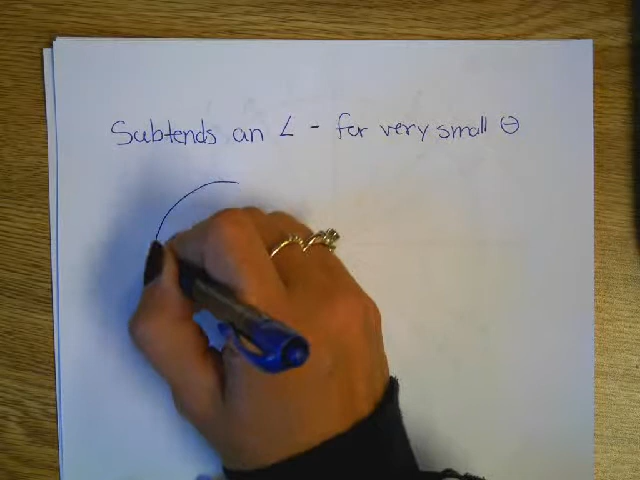 Subtends an ∠ - for very small θ